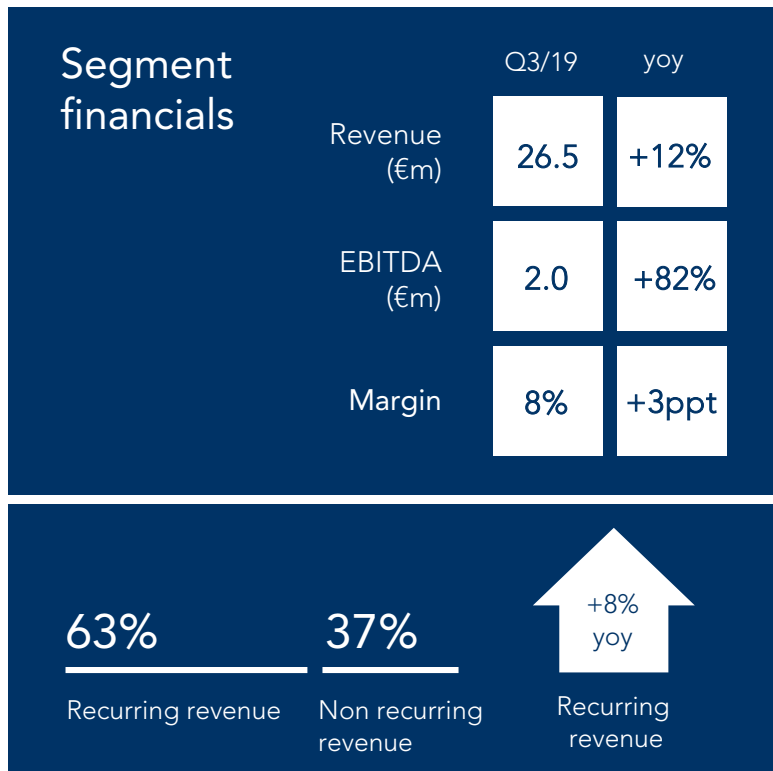 Segment
financials
Q3/19 yoy
Revenue
(€m)
26.5 +12%
EBITDA
(€m)
2.0 +82%
Margin 8% +3ppt
63%
Recurring revenue
37%
Non recurring
revenue
+8%
yoy
Recurring
revenue